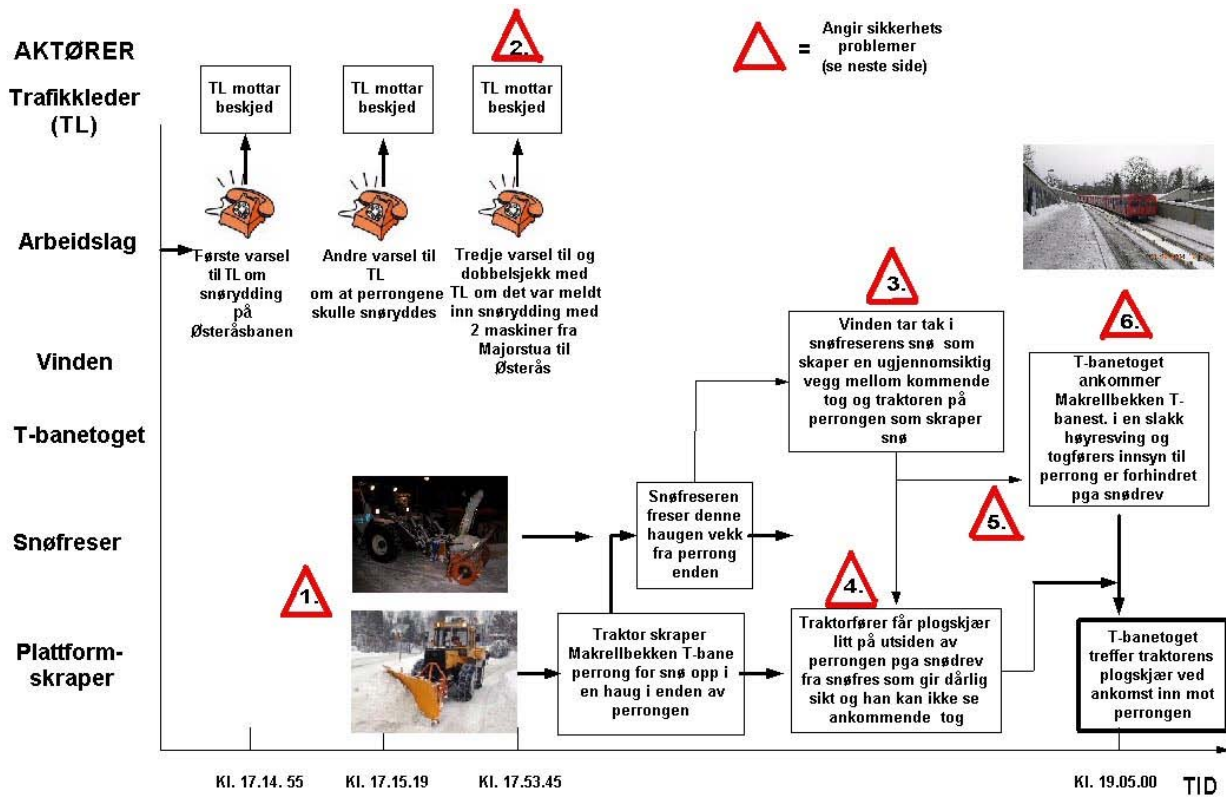 AKTØRER
Trafikkleder
(TL)
Arbeidslag
Vinden
T-banetoget
Snøfreser
Plattform-
skraper
TL mottar
beskjed
TL mottar
beskjed
2.
TL mottar
beskjed
=
Angir sikkerhets
problemer
(se neste side)
Første varsel
til TL om
snørydding
på
Østeråsbanen
Andre varsel til
TL
om at perrongene
skulle snøryddes
Tredje varsel til og
dobbelsjekk med
TL om det var meldt
inn snørydding med
2 maskiner fra
Majorstua til
Østerås
3.
Vinden tar tak i
snøfreserens snø som
skaper en ugjennomsiktig
vegg mellom kommende
tog og traktoren på
perrongen som skraper
snø
6.
T-banetoget
ankommer
Makrellbekken T-
banest. i en slakk
høyresving og
togførers innsyn til
perrong er forhindret
pga snødrev
Snøfreseren
freser denne
haugen vekk
fra perrong
enden
5.
1.
Traktor skraper
Makrellbekken T-bane
perrong for snø opp i
en haug i enden av
perrongen
4.
Traktorfører får plogskjær
litt på utsiden av
perrongen pga snødrev
fra snøfres som gir dårlig
sikt og han kan ikke se
ankommende tog
T-banetoget
treffer traktorens
plogskjær ved
ankomst inn mot
perrongen
Kl. 17.14. 55
Kl. 17.15.19
Kl. 17.53.45
Kl. 19.05.00
TID